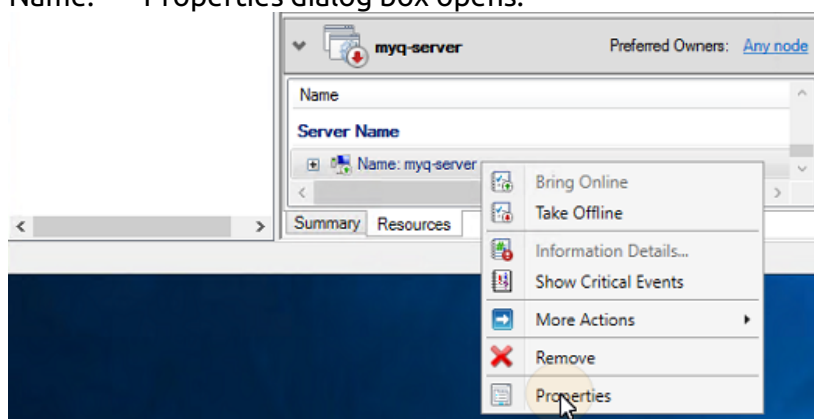 Name: Properties dialog box opens.
myq-server Preferred Owners: Any node
Name
Server Name
Name: myq-server
Summary Resources
Bring Online
Take Offline
Information Details...
Show Critical Events
More Actions
Remove
Properties